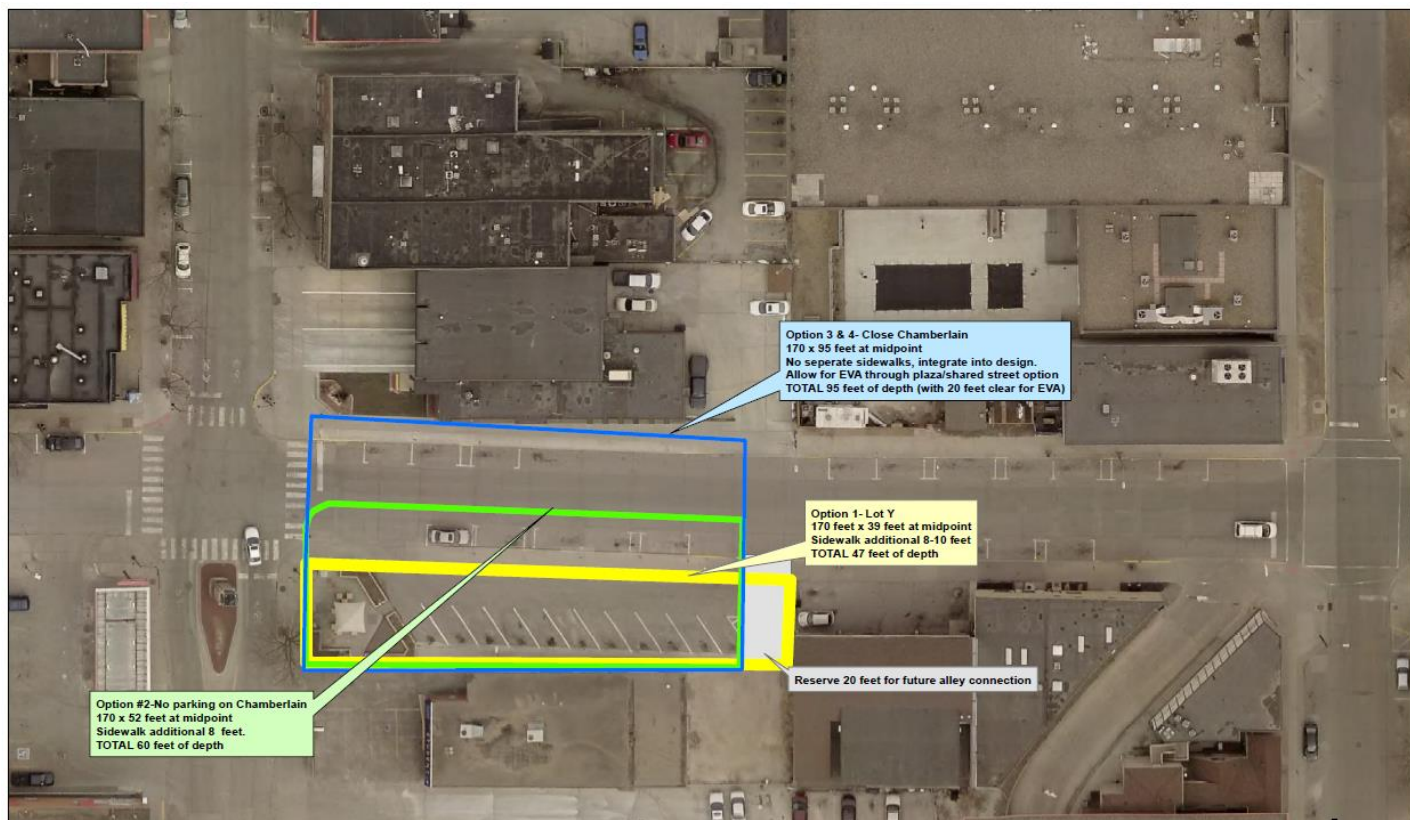 Option 3 & 4- Close Chamberlain
170 x 95 feet at midpoint
No seperate sidewalks, integrate into design.
Allow for EVA through plaza/shared street option
TOTAL 95 feet of depth (with 20 feet clear for EVA)
Option 1- Lot Y
170 feet x 39 feet at midpoint
Sidewalk additional 8-10 feet
TOTAL 47 feet of depth
Reserve 20 feet for future alley connection
Option #2-No parking on Chamberlain
170 x 52 feet at midpoint
Sidewalk additional 8 feet.
TOTAL 60 feet of depth